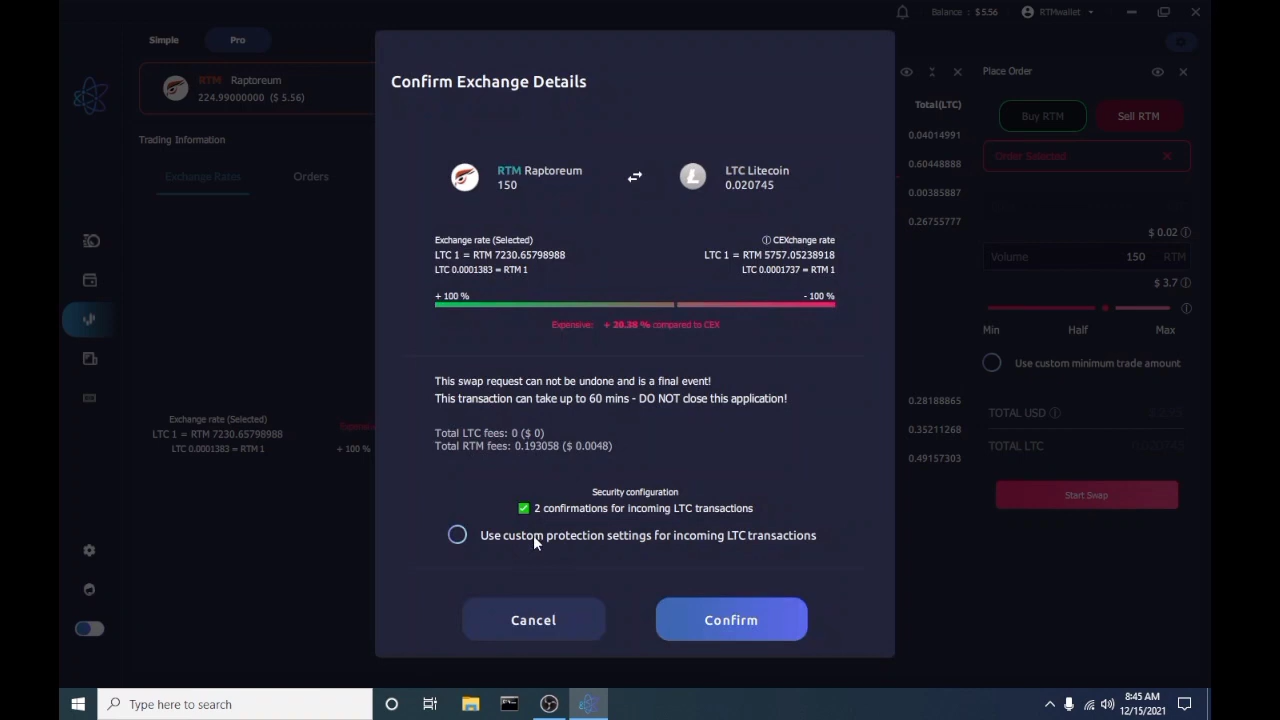 Balance : $ 5.56
RTMwallet
Simple
Pro
RTM Raptoreum
224.99000000 ($ 5.56)
Trading Information
Exchange Rates
Orders
Exchange rate (Selected)
LTC 1 = RTM 7230.65798988
LTC 0.0001383 = RTM 1
+ 100 %
Confirm Exchange Details
RTM Raptoreum
150
LTC Litecoin
0.020745
Exchange rate (Selected)
LTC 1 = RTM 7230.65798988
LTC 0.0001383 = RTM 1
CEXchange rate
LTC 1 = RTM 5757.05238918
LTC 0.0001737 = RTM 1
+ 100 %
- 100 %
Expensive: + 20.38 % compared to CEX
This swap request can not be undone and is a final event!
This transaction can take up to 60 mins - DO NOT close this application!
Total LTC fees: 0 ($ 0)
Total RTM fees: 0.193058 ($ 0.0048)
Security configuration
2 confirmations for incoming LTC transactions
Use custom protection settings for incoming LTC transactions
Cancel
Confirm
Total(LTC)
0.04014991
0.60448888
0.00385887
0.26755777
0.28188865
0.35211268
0.49157303
Place Order
Buy RTM
Sell RTM
Order Selected
$ 0.02
Volume 150 RTM
$ 3.7
Min
Half
Max
Use custom minimum trade amount
TOTAL USD
TOTAL LTC
Start Swap
Type here to search
8:45 AM
12/15/2021